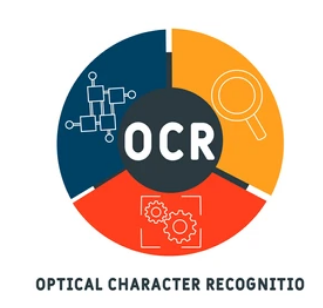 OCR
OPTICAL CHARACTER RECOGNITIO